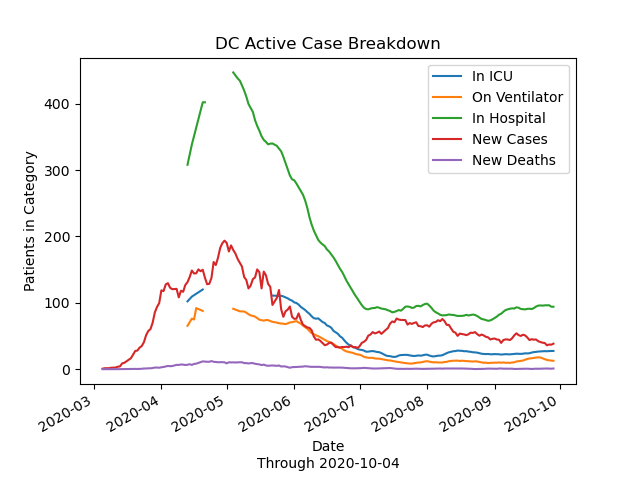 DC Active Case Breakdown
Patients in Category
400
300
200
100
0
In ICU
On Ventilator
In Hospital
New Cases
New Deaths
2020-03
2020-04
2020-05
2020-06
2020-07
2020-08
2020-09
2020-10
Date
Through 2020-10-04